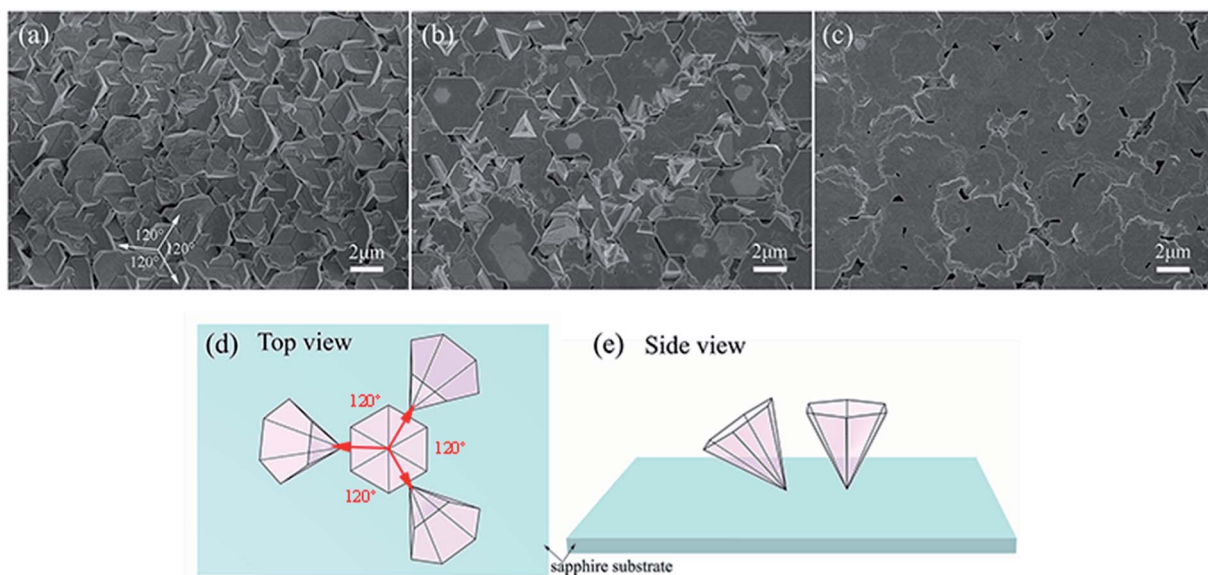 (a)
(b)
(c)
120°
120°
120°
2μm
2μm
2μm
(d) Top view
(e) Side view
120°
120°
120°
sapphire substrate